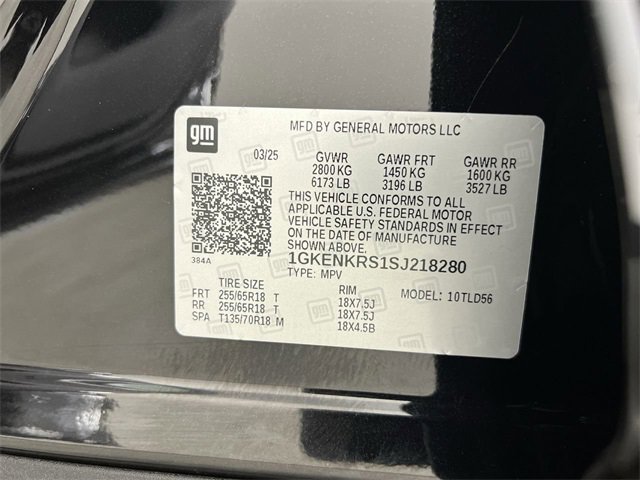 gm
MFD BY GENERAL MOTORS LLC
03/25 GVWR GAWR FRT GAWR RR
2800 KG 1450 KG 1600 KG
6173 LB 3196 LB 3527 LB
THIS VEHICLE CONFORMS TO ALL
APPLICABLE U.S. FEDERAL MOTOR
VEHICLE SAFETY STANDARDS IN EFFECT
ON THE DATE OF MANUFACTURE
SHOWN ABOVE.
384A
1GKENKRS1SJ218280
TYPE: MPV
TIRE SIZE RIM MODEL: 10TLD56
FRT 255/65R18 T 18X7.5J
RR 255/65R18 T 18X7.5J
SPA T135/70R18 M 18X4.5B